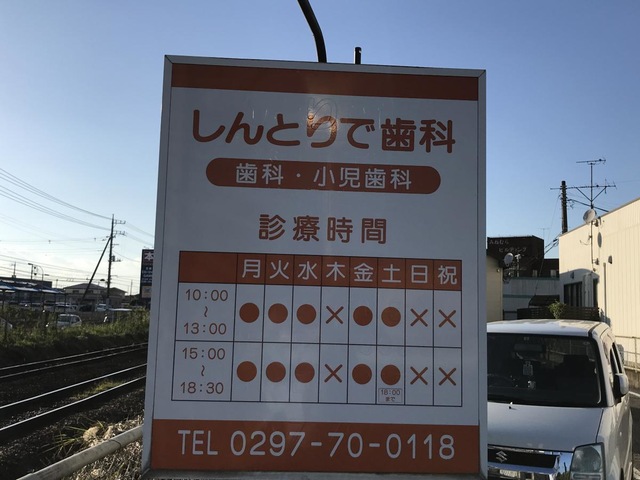 しんとりで歯科
歯科・小児歯科
診療時間
月火水木金土日祝
10:00
〜
13:00
●●●×●●××
15:00
〜
18:30
●●●×●●××
18:00
まで
TEL 0297-70-0118
本